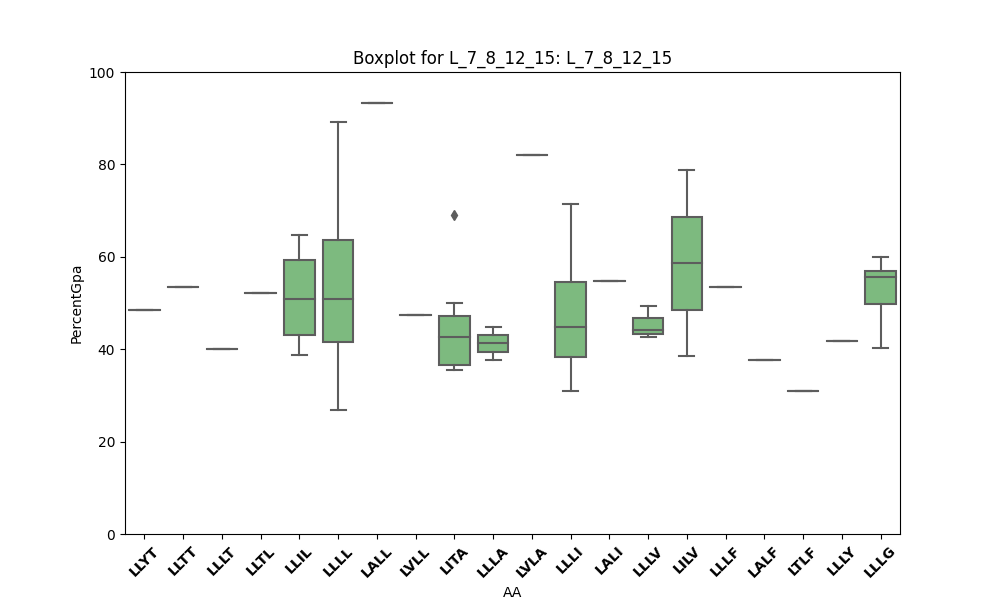 Boxplot for L_7_8_12_15: L_7_8_12_15
100
80
60
40
20
0
PercentGpa
LLYT LLTT LLLT LLTL LLIL LLLL LALL LVLL LITA LLLA LVLA LLLI LALI LLLV LILV LLLF LALF LTLF LLLY LLLG
AA